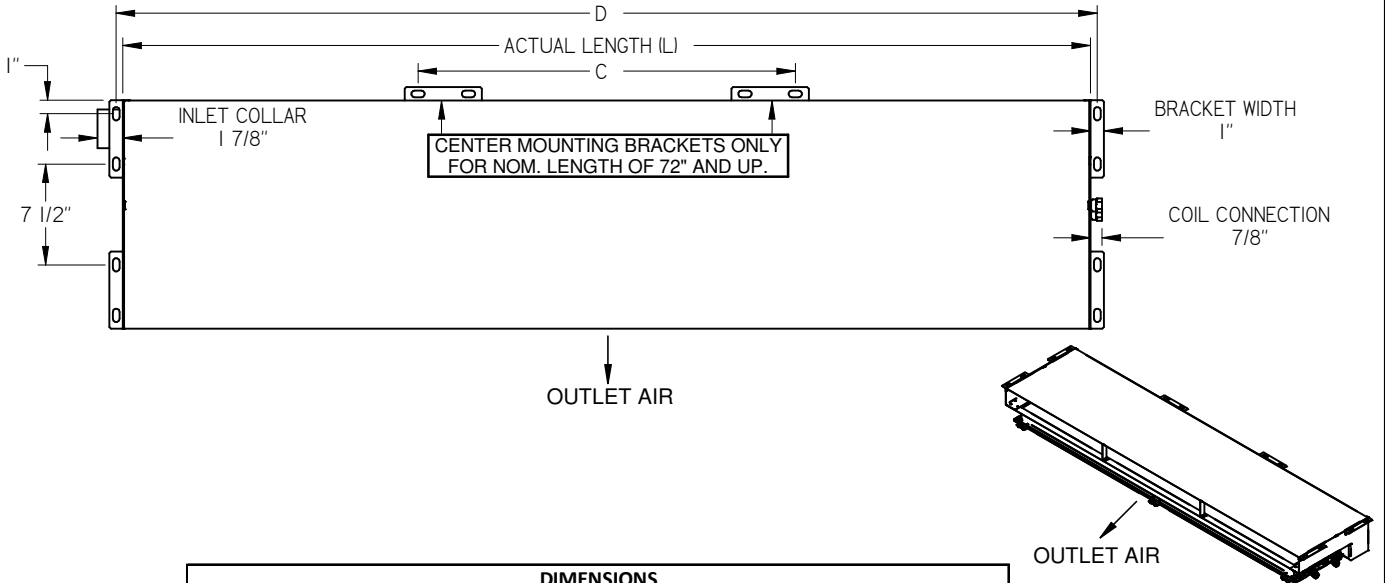 D
ACTUAL LENGTH (L)
C
1"
INLET COLLAR
1 7/8"
BRACKET WIDTH
1"
CENTER MOUNTING BRACKETS ONLY
FOR NOM. LENGTH OF 72" AND UP.
7 1/2"
COIL CONNECTION
7/8"
OUTLET AIR
OUTLET AIR
DIMENSIONS